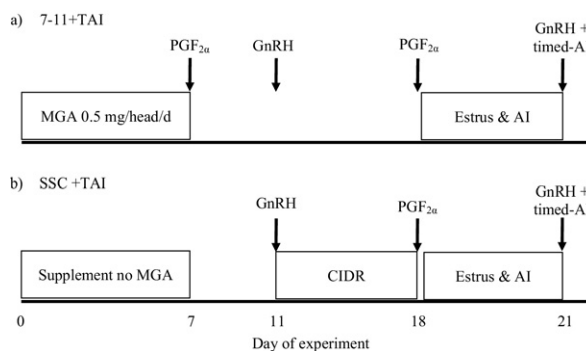 a) 7-11+TAI
PGF2α GnRH PGF2α GnRH +
timed-A
MGA 0.5 mg/head/d Estrus & AI
b) SSC +TAI
GnRH PGF2α GnRH +
timed-A
Supplement no MGA CIDR Estrus & AI
0 7 11 18 21
Day of experiment